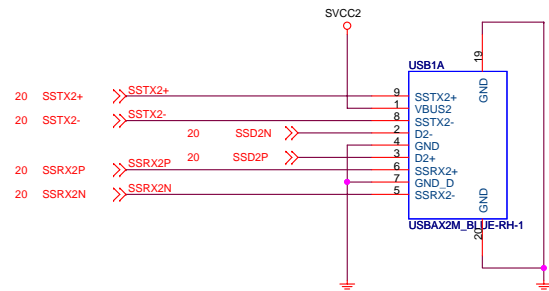 SVCC2
USB1A
19
GND
20 SSTX2+ SSTX2+ 9 SSTX2+
1 VBUS2
20 SSTX2- SSTX2- 8 SSTX2-
20 SSD2N 2 D2-
4 GND
20 SSD2P 3 D2+
20 SSRX2P SSRX2P 6 SSRX2+
7 GND_D
20 SSRX2N SSRX2N 5 SSRX2-
GND
USBAX2M_BLUE-RH-1
20